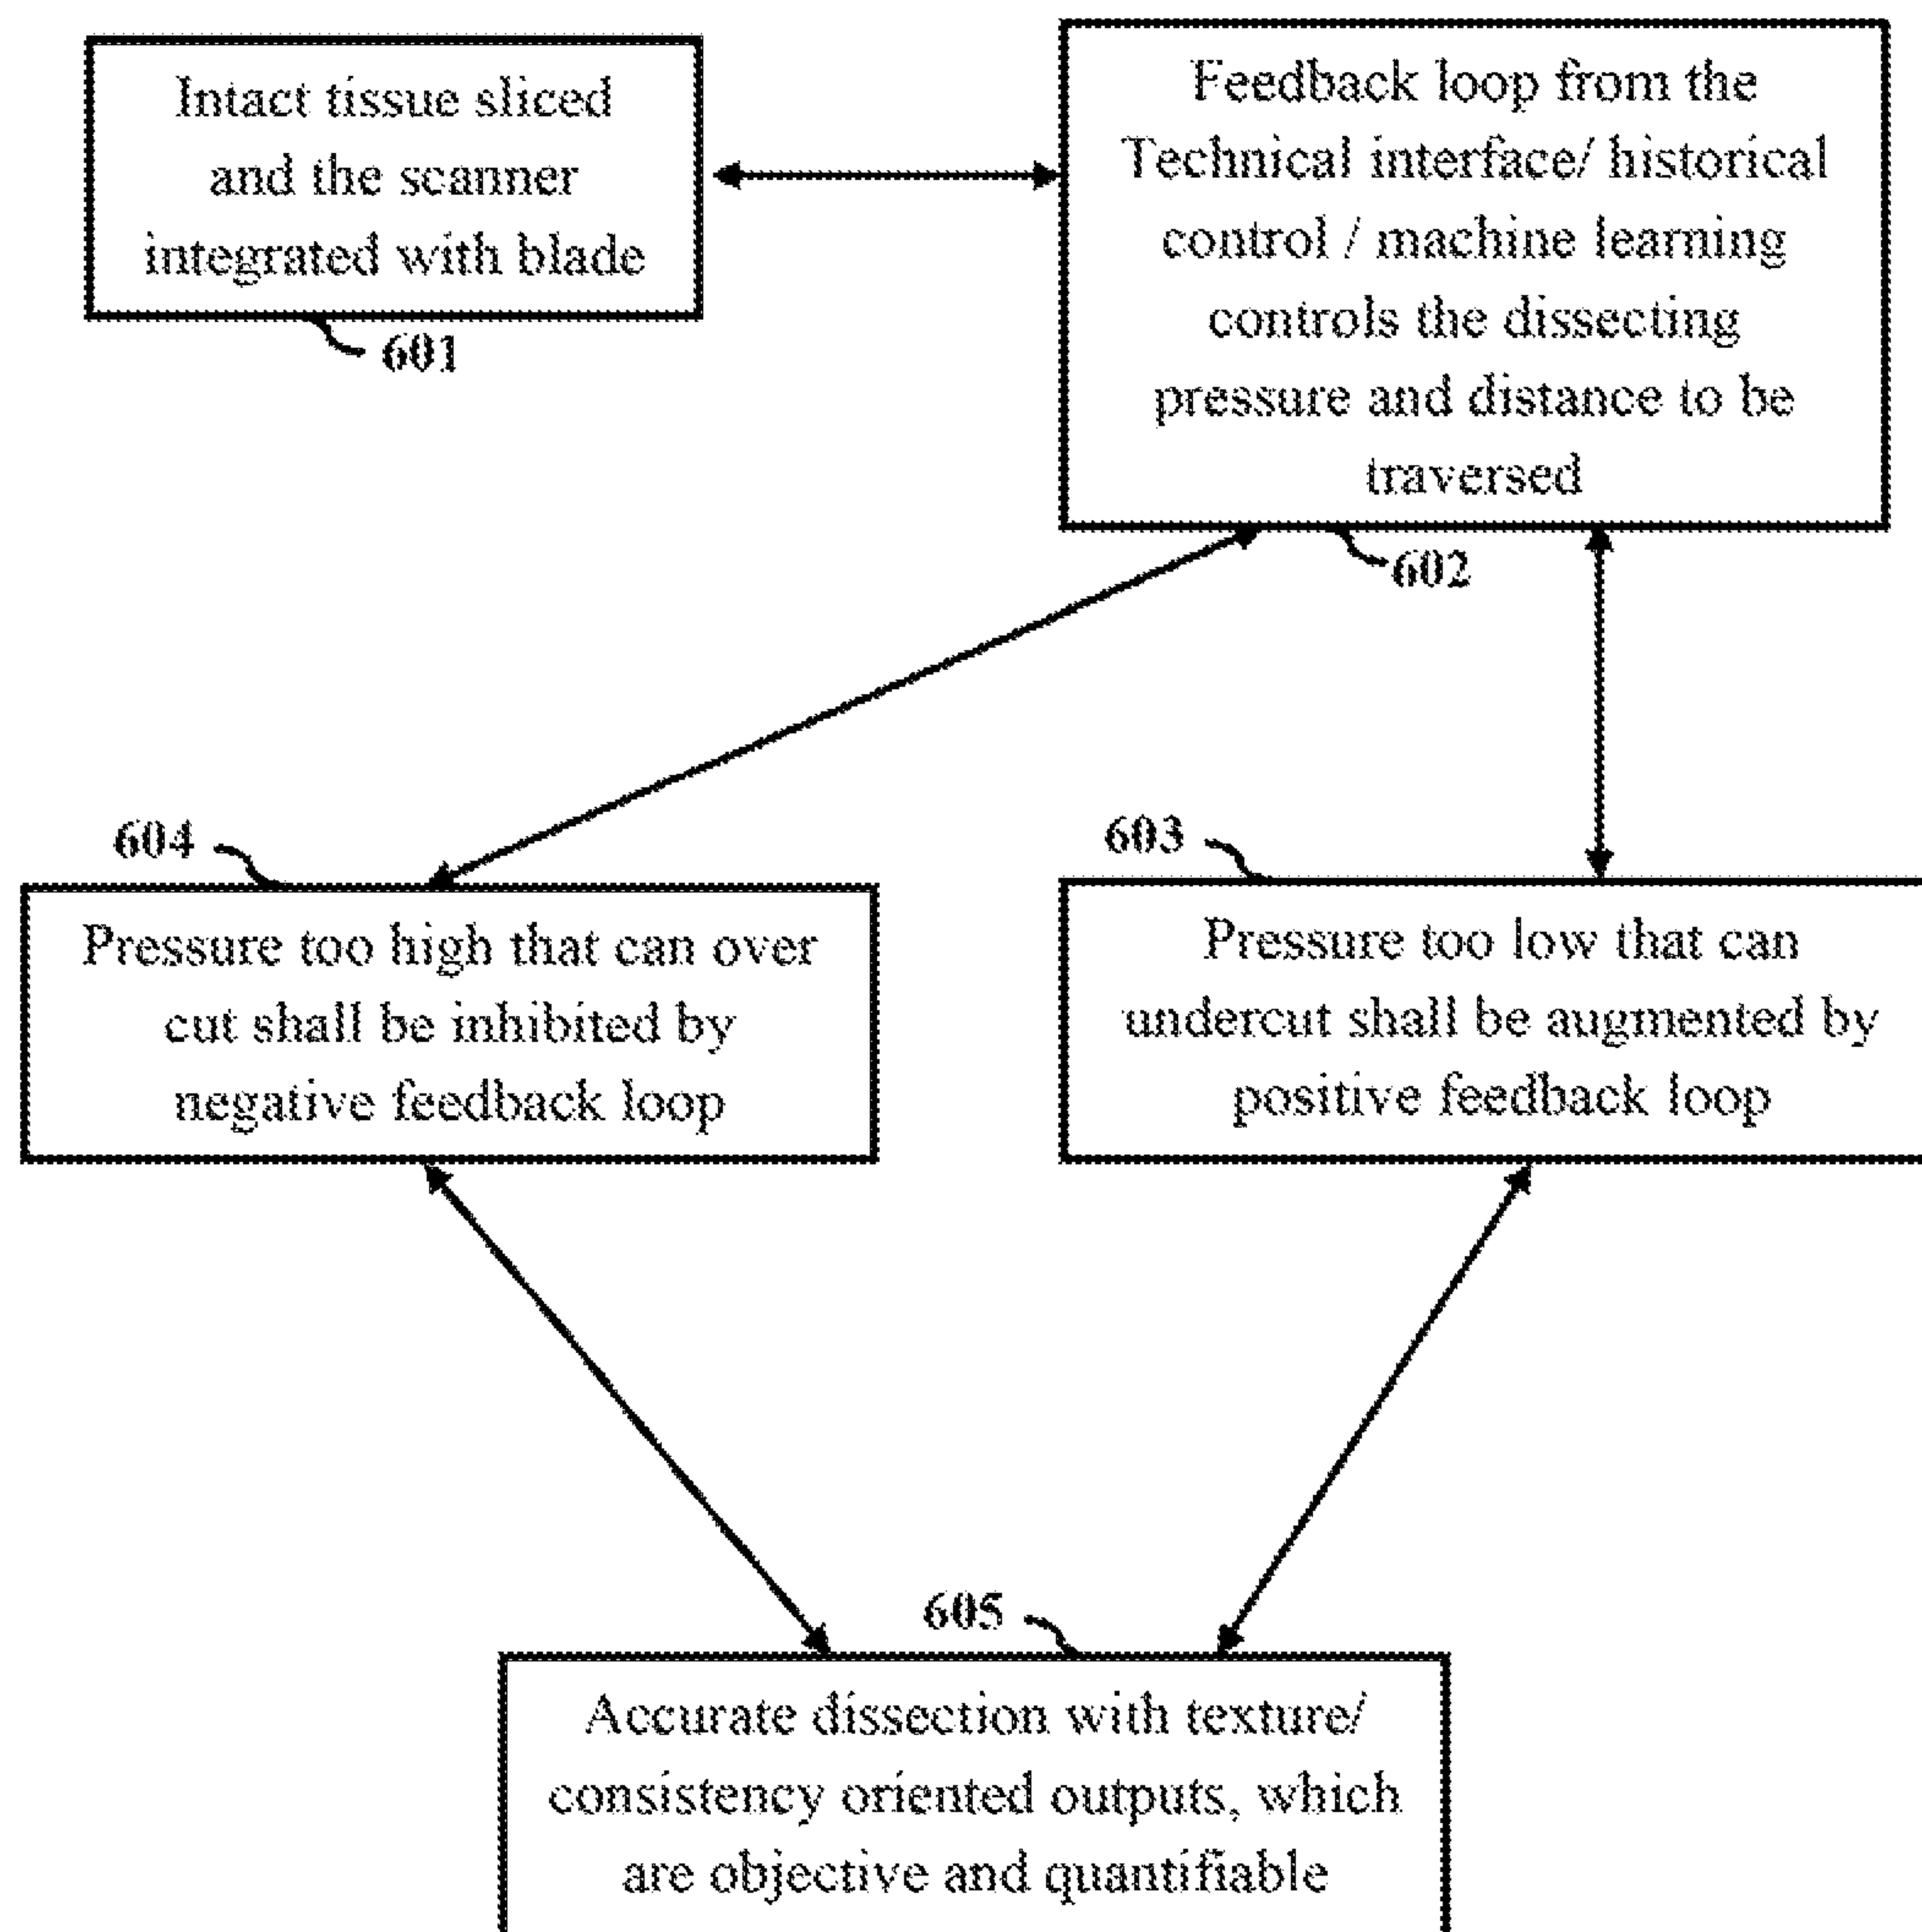 Intact tissue sliced
and the scanner
integrated with blade
601
Feedback loop from the
Technical interface/ historical
control / machine learning
controls the dissecting
pressure and distance to be
traversed
602
604
Pressure too high that can over
cut shall be inhibited by
negative feedback loop
603
Pressure too low that can
undercut shall be augmented by
positive feedback loop
605
Accurate dissection with texture/
consistency oriented outputs, which
are objective and quantifiable